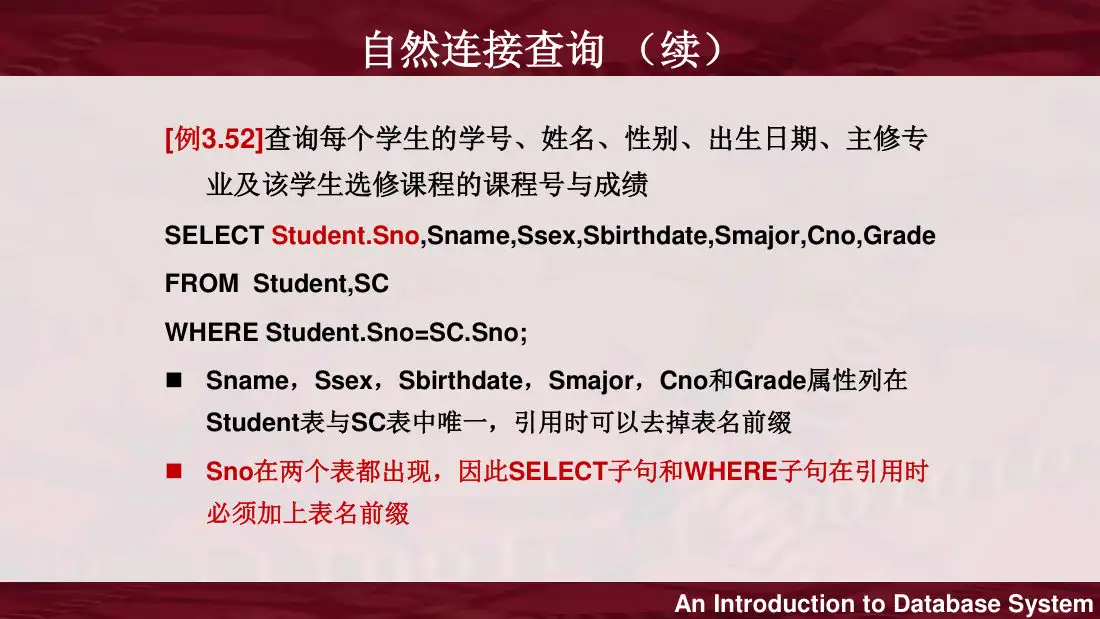 自然连接查询 （续）
[例3.52]查询每个学生的学号、姓名、性别、出生日期、主修专
业及该学生选修课程的课程号与成绩
SELECT Student.Sno,Sname,Ssex,Sbirthdate,Smajor,Cno,Grade
FROM Student,SC
WHERE Student.Sno=SC.Sno;
■ Sname，Ssex，Sbirthdate，Smajor，Cno和Grade属性列在
Student表与SC表中唯一，引用时可以去掉表名前缀
■ Sno在两个表都出现，因此SELECT子句和WHERE子句在引用时
必须加上表名前缀
An Introduction to Database System